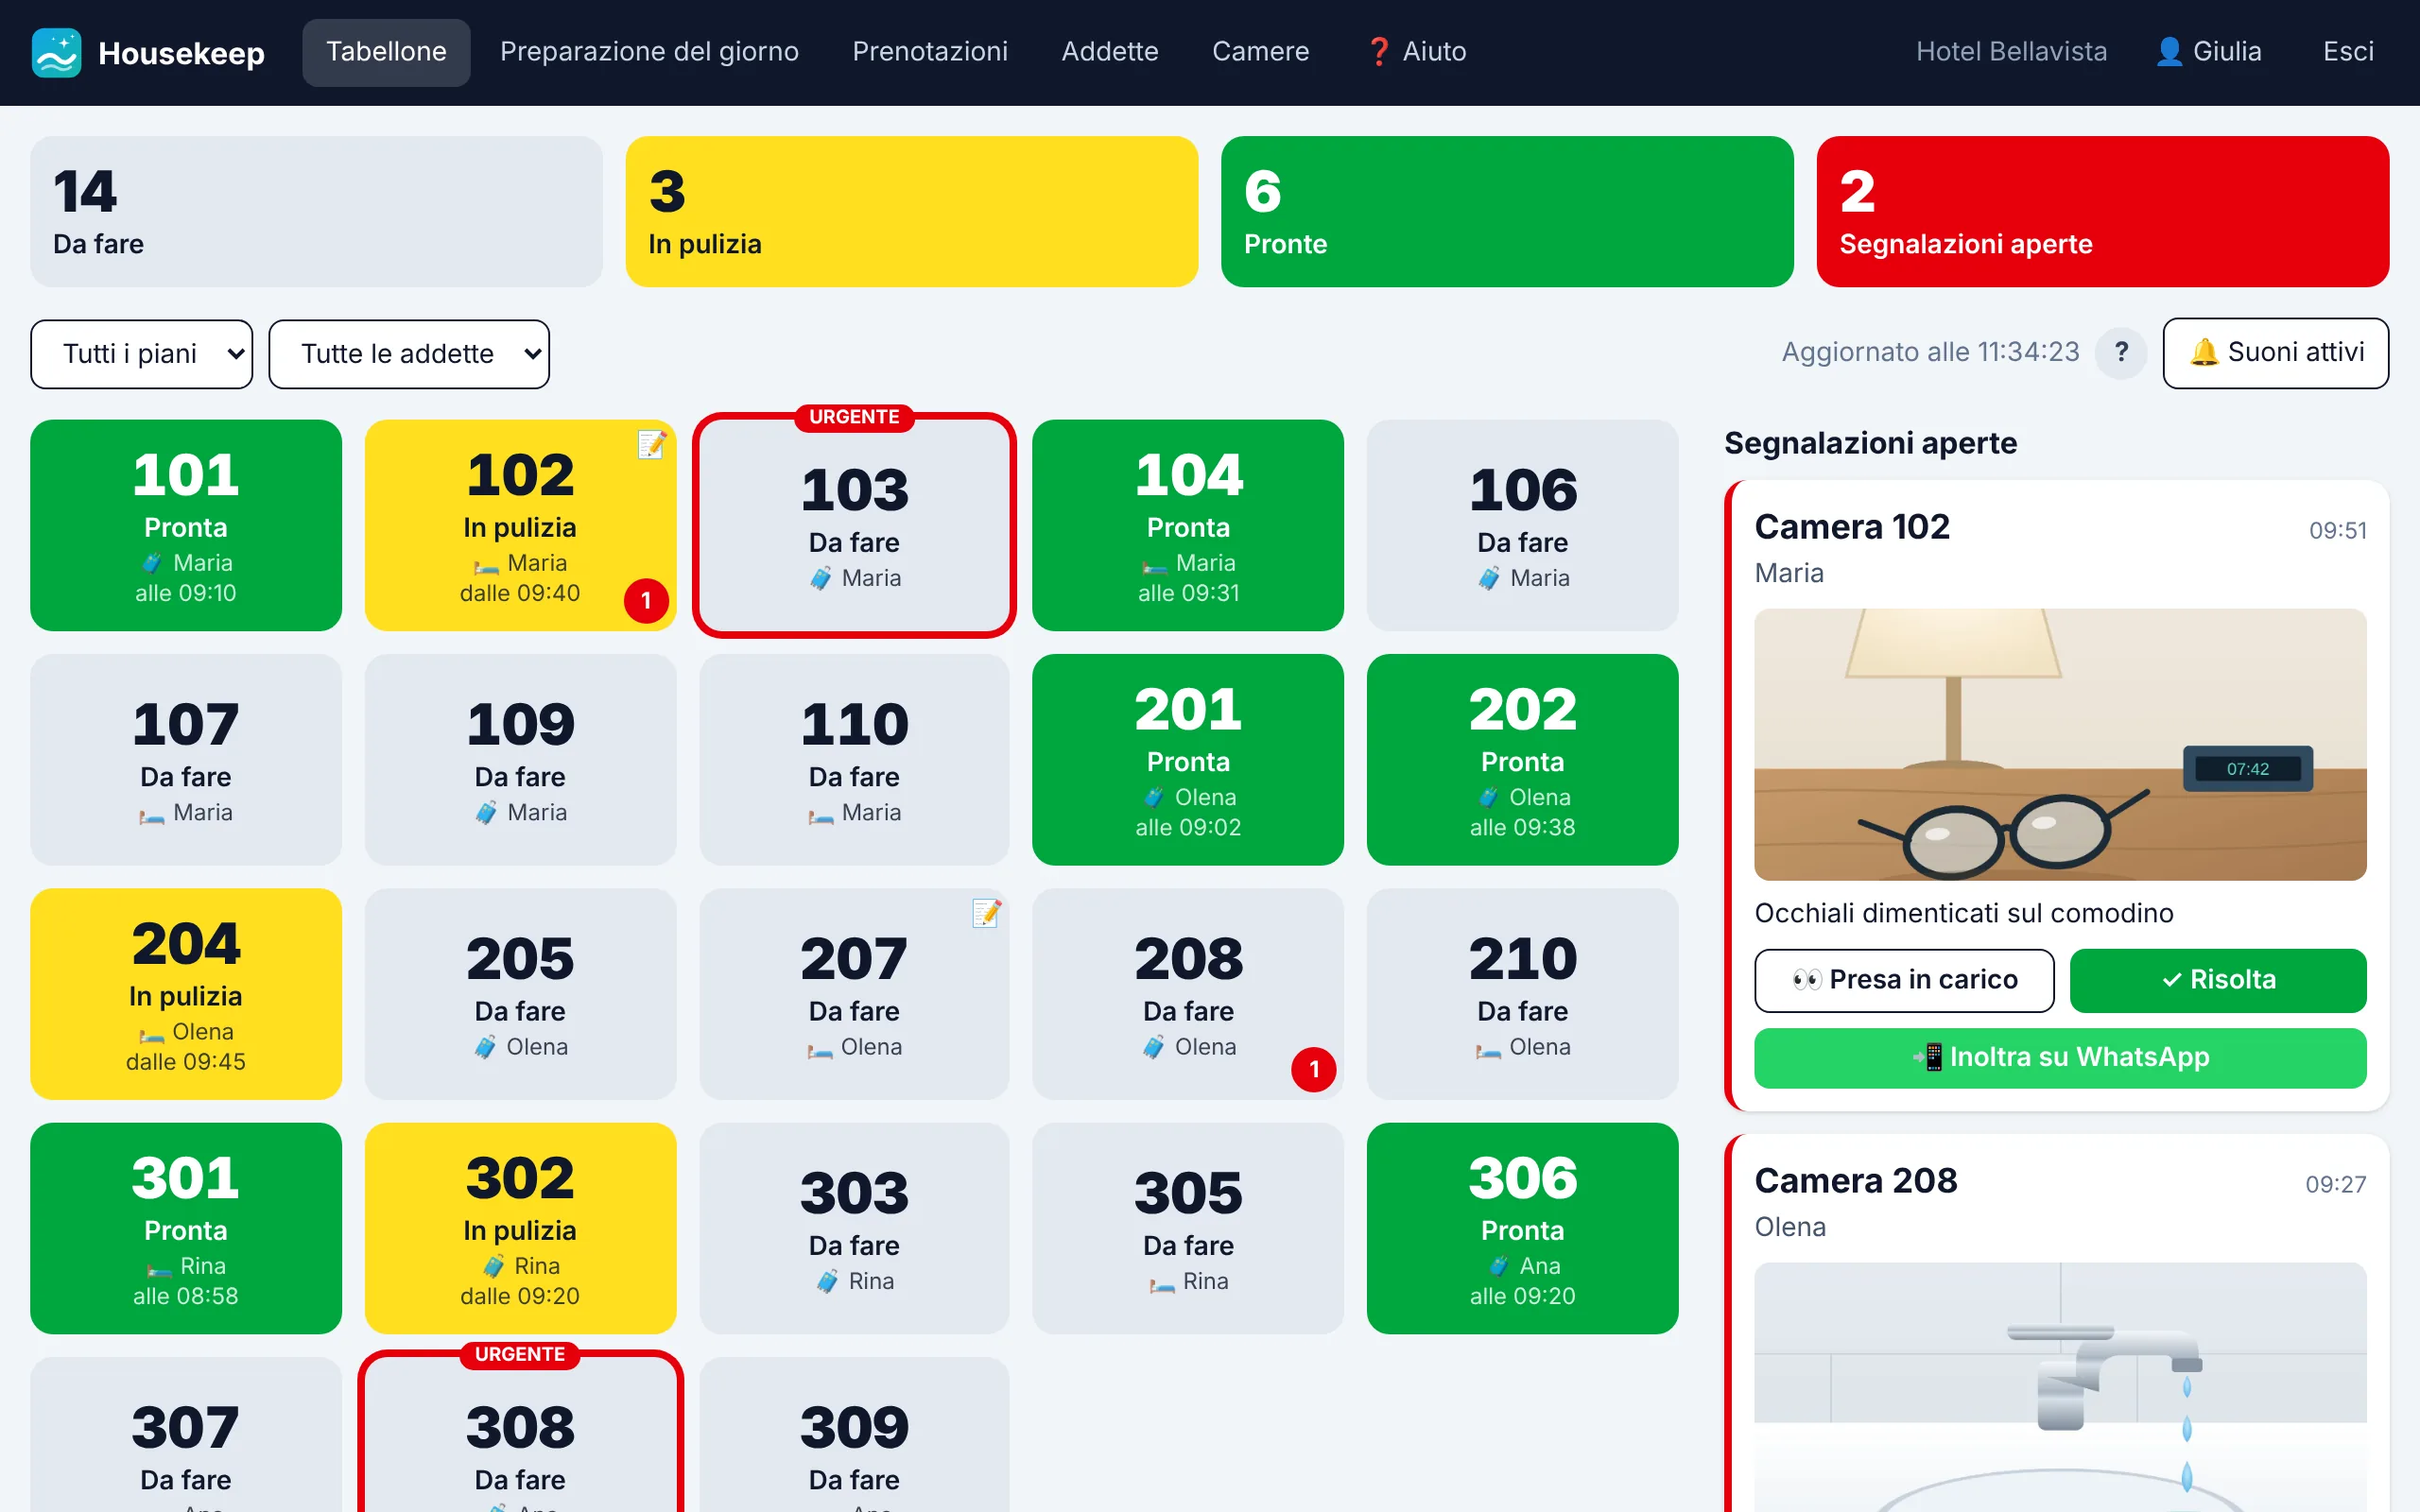 Housekeep
Tabellone
Preparazione del giorno
Prenotazioni
Addette
Camere
❓ Aiuto
Hotel Bellavista
👤 Giulia
Esci
14
Da fare
3
In pulizia
6
Pronte
2
Segnalazioni aperte
Tutti i piani
Tutte le addette
Aggiornato alle 11:34:23
?
🔔 Suoni attivi
101
Pronta
🧳 Maria
alle 09:10
102
In pulizia
🛏️ Maria
dalle 09:40
1
URGENTE
103
Da fare
🧳 Maria
104
Pronta
🛏️ Maria
alle 09:31
106
Da fare
🧳 Maria
107
Da fare
🛏️ Maria
109
Da fare
🧳 Maria
110
Da fare
🛏️ Maria
201
Pronta
🧳 Olena
alle 09:02
202
Pronta
🧳 Olena
alle 09:38
204
In pulizia
🛏️ Olena
dalle 09:45
205
Da fare
🧳 Olena
207
Da fare
🛏️ Olena
208
Da fare
🧳 Olena
1
210
Da fare
🛏️ Olena
301
Pronta
🛏️ Rina
alle 08:58
302
In pulizia
🧳 Rina
dalle 09:20
303
Da fare
🧳 Rina
305
Da fare
🛏️ Rina
306
Pronta
🧳 Ana
alle 09:20
307
Da fare
URGENTE
308
Da fare
309
Da fare
Segnalazioni aperte
Camera 102
09:51
Maria
07:42
Occhiali dimenticati sul comodino
👀 Presa in carico
✓ Risolta
📲 Inoltra su WhatsApp
Camera 208
09:27
Olena